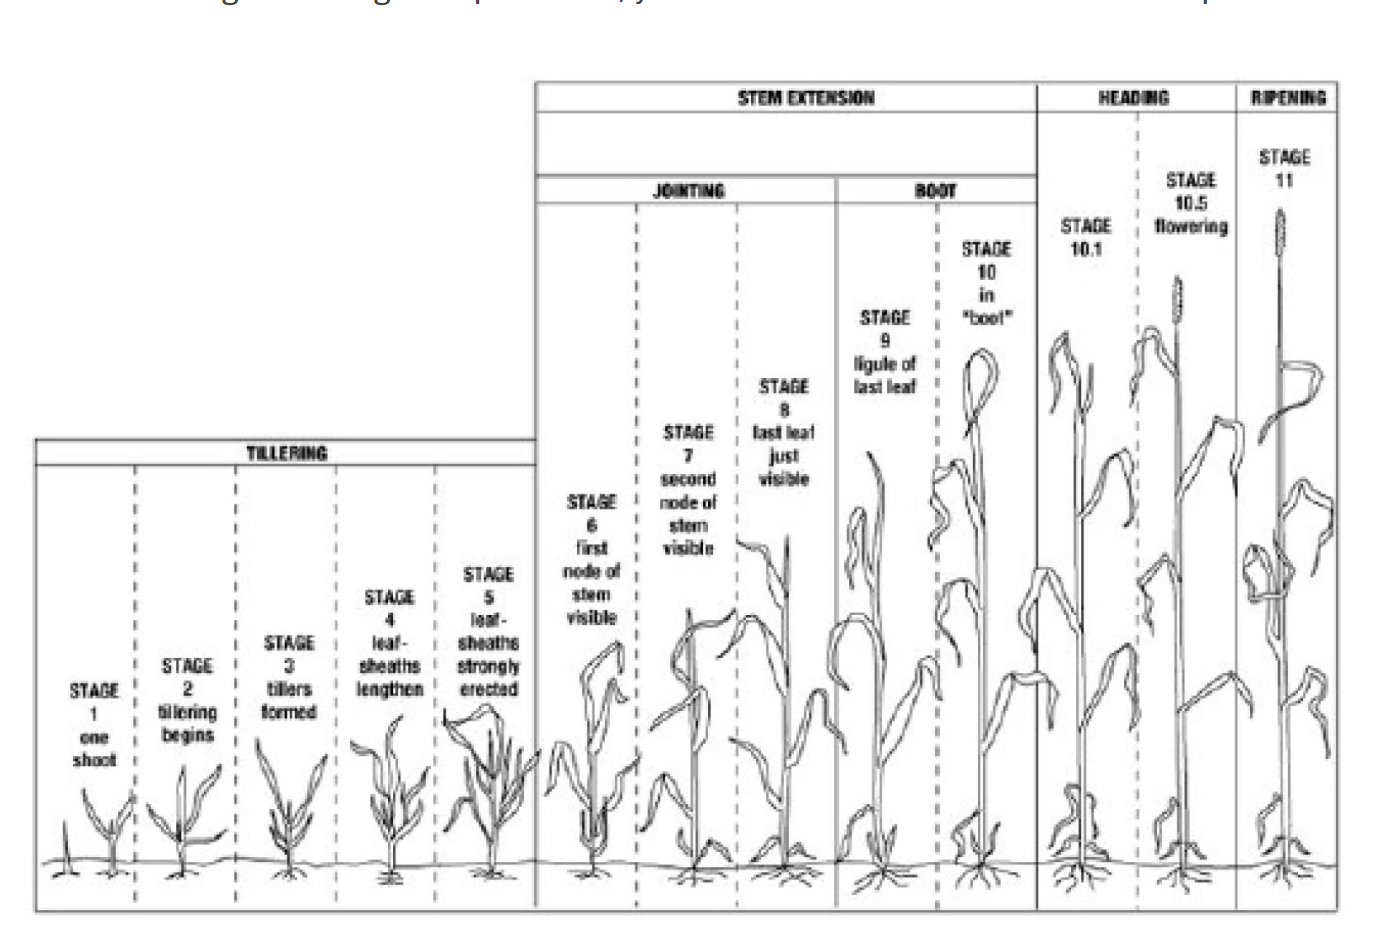 STEM EXTENSION
HEADING
RIPENING
JOINTING
BOOT
TILLERING
STAGE
1
one
shoot
STAGE
2
tillering
begins
STAGE
3
tillers
formed
STAGE
4
leaf-
sheaths
lengthen
STAGE
5
leaf-
sheaths
strongly
erected
STAGE
6
first
node of
stem
visible
STAGE
7
second
node of
stem
visible
STAGE
8
last leaf
just
visible
STAGE
9
ligule of
last leaf
STAGE
10
in
"boot"
STAGE
10.1
STAGE
10.5
flowering
STAGE
11